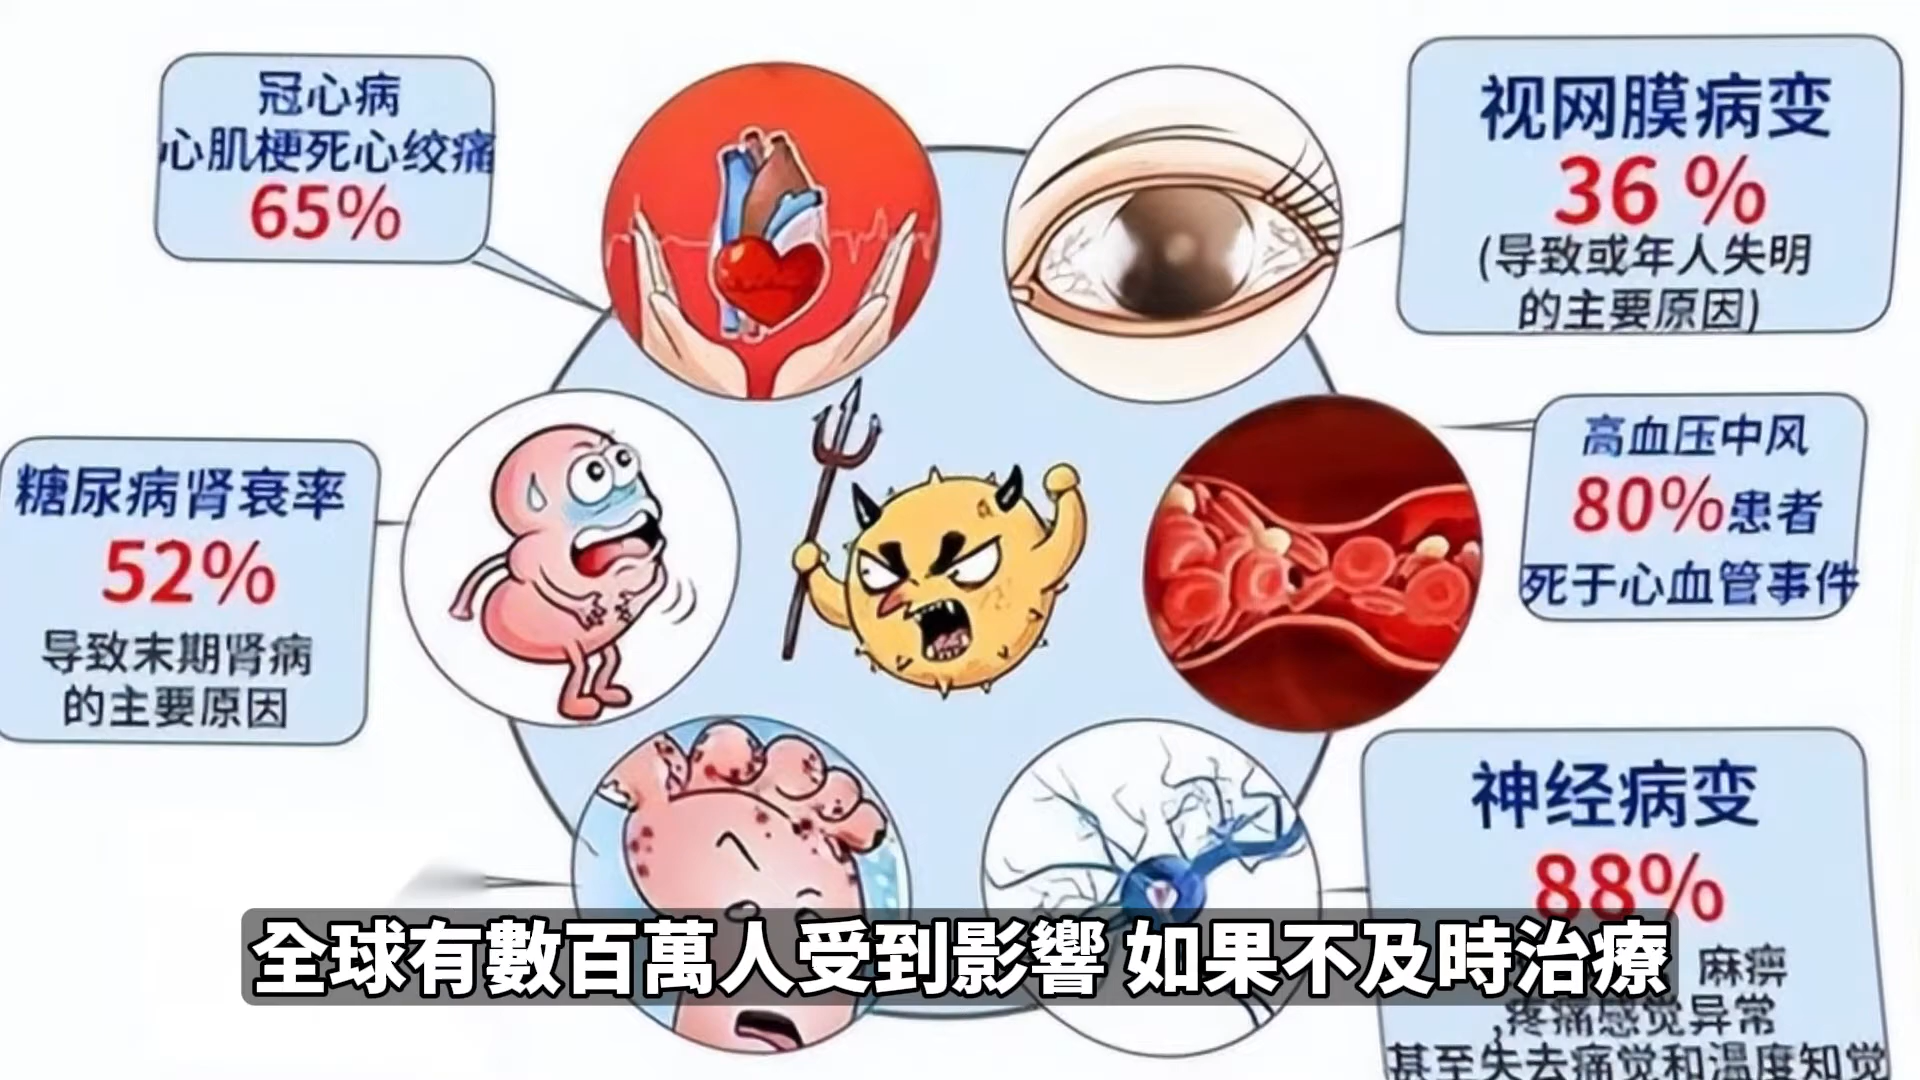 冠心病
心肌梗死心绞痛
65%
视网膜病变
36 %
(导致或年人失明
的主要原因)
高血压中风
80%患者
死于心血管事件
糖尿病肾衰率
52%
导致末期肾病
的主要原因
神经病变
88%
麻痹
,疼痛感觉异常
甚至失去痛觉和温度知觉
全球有數百萬人受到影響 如果不及時治療